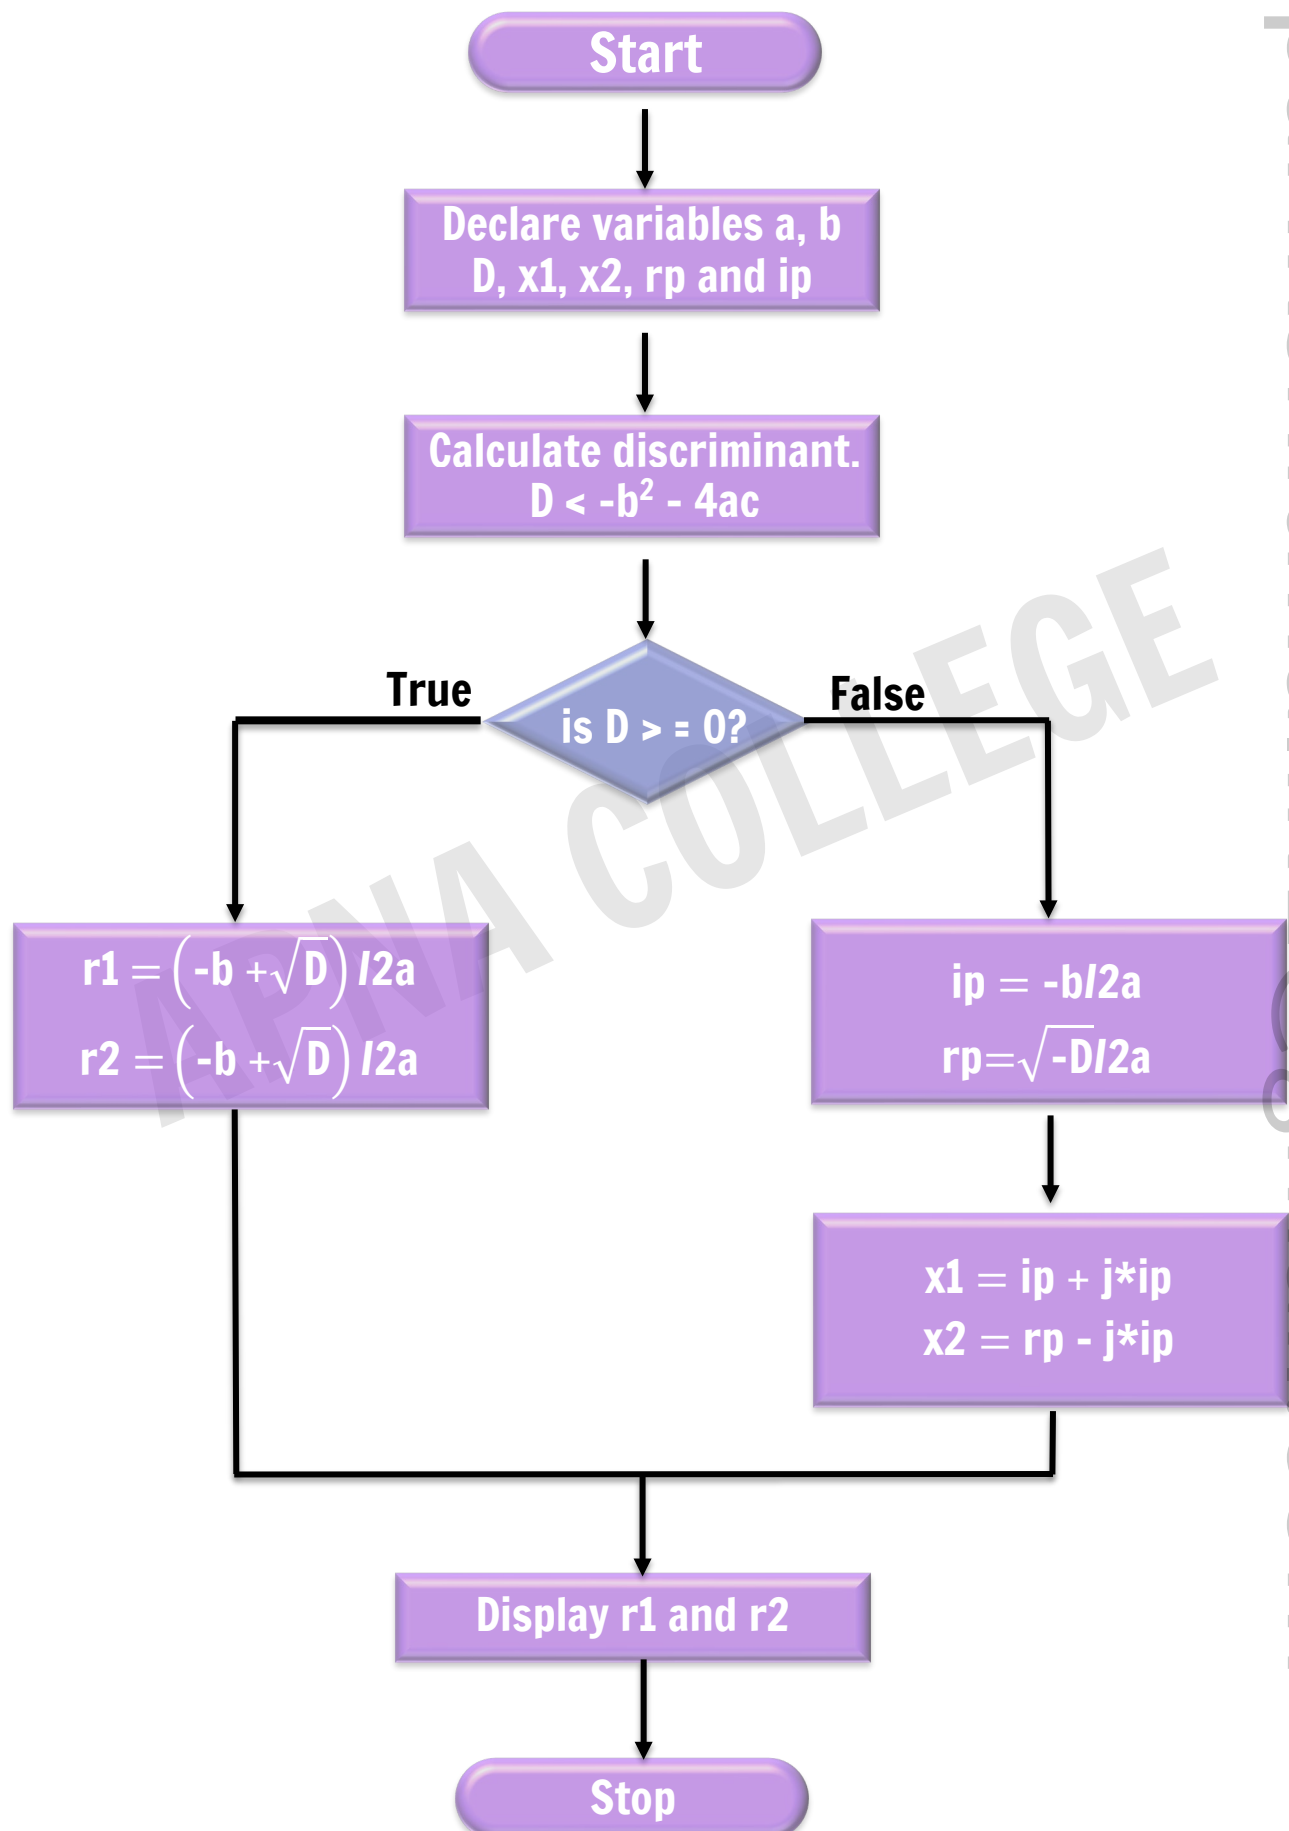 Start
Declare variables a, b
D, x1, x2, rp and ip
Calculate discriminant.
D < -b² - 4ac
True
is D > = 0?
False
r1 = (-b +√D) /2a
r2 = (-b +√D) /2a
ip = -b/2a
rp=√-D/2a
x1 = ip + j*ip
x2 = rp - j*ip
Display r1 and r2
Stop
APNA COLLEGE